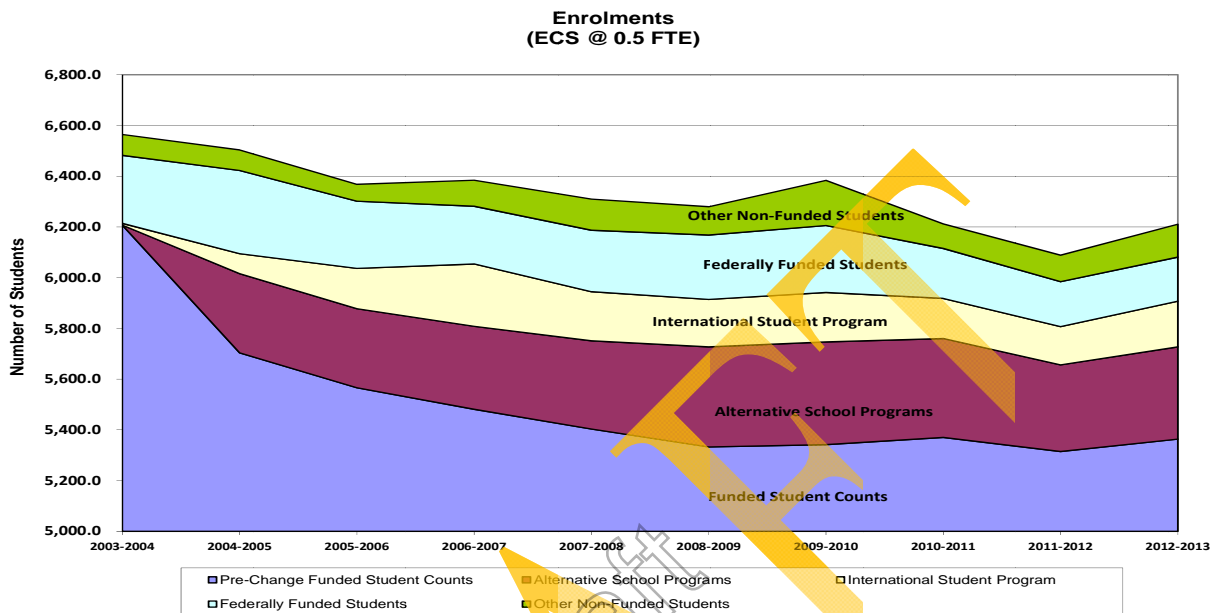 Enrolments
(ECS @ 0.5 FTE)
6,800.0
6,600.0
6,400.0
6,200.0
6,000.0
5,800.0
5,600.0
5,400.0
5,200.0
5,000.0
Number of Students
Other Non-Funded Students
Federally Funded Students
International Student Program
Alternative School Programs
Funded Student Counts
2003-2004 2004-2005 2005-2006 2006-2007 2007-2008 2008-2009 2009-2010 2010-2011 2011-2012 2012-2013
Pre-Change Funded Student Counts Alternative School Programs International Student Program
Federally Funded Students Other Non-Funded Students